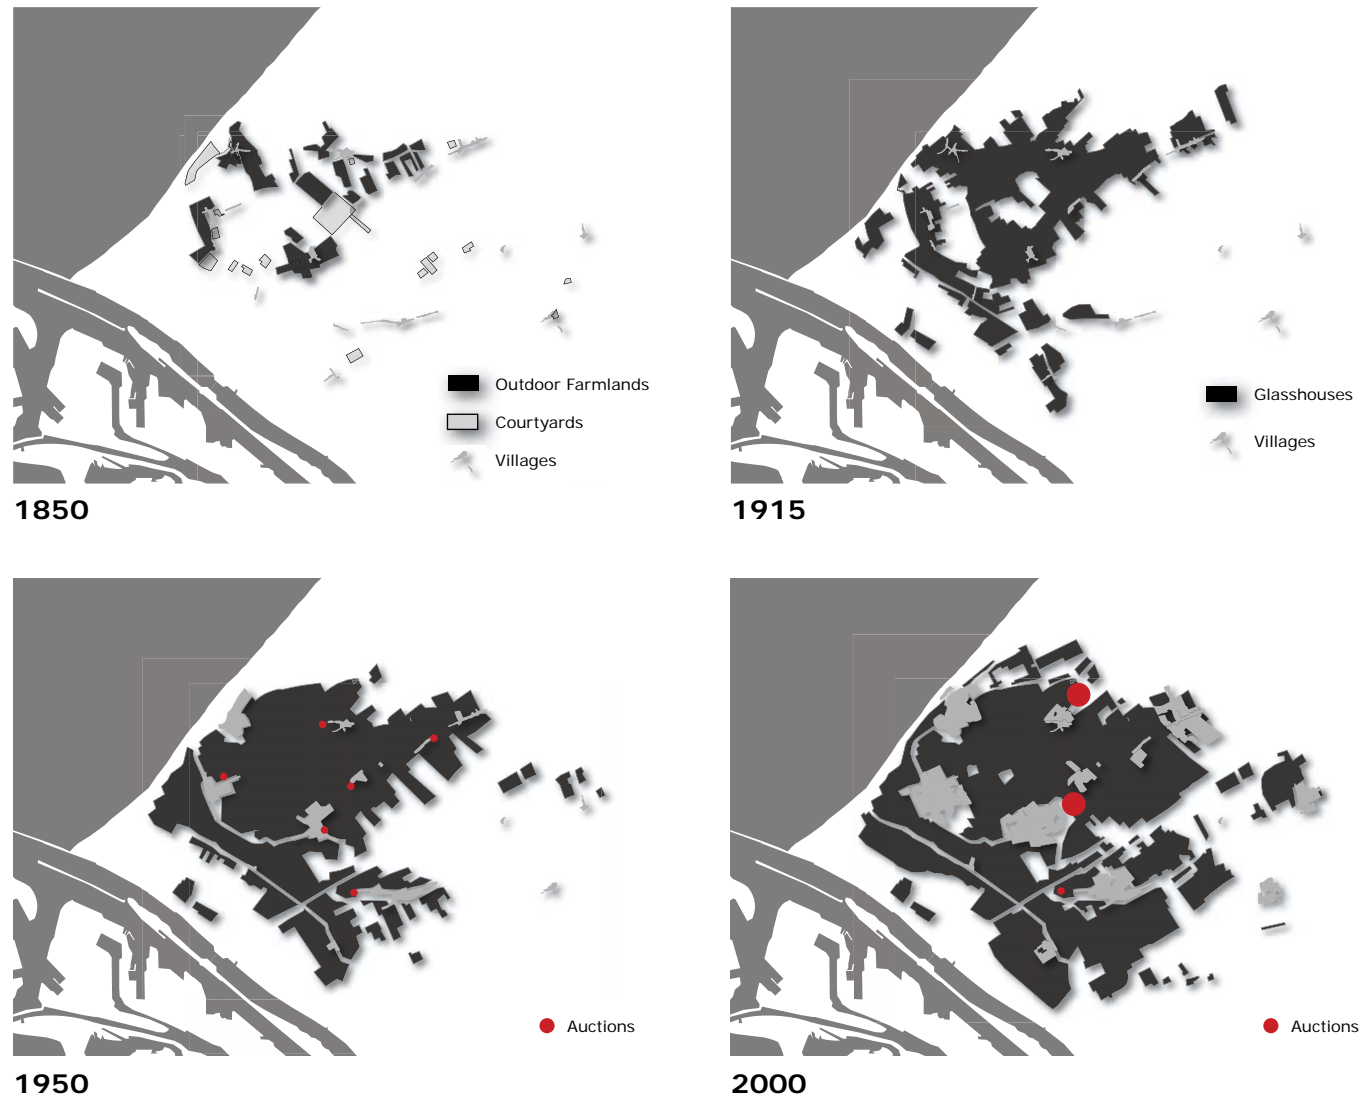 Outdoor Farmlands
Courtyards
Villages
1850
Glasshouses
Villages
1915
Auctions
1950
Auctions
2000